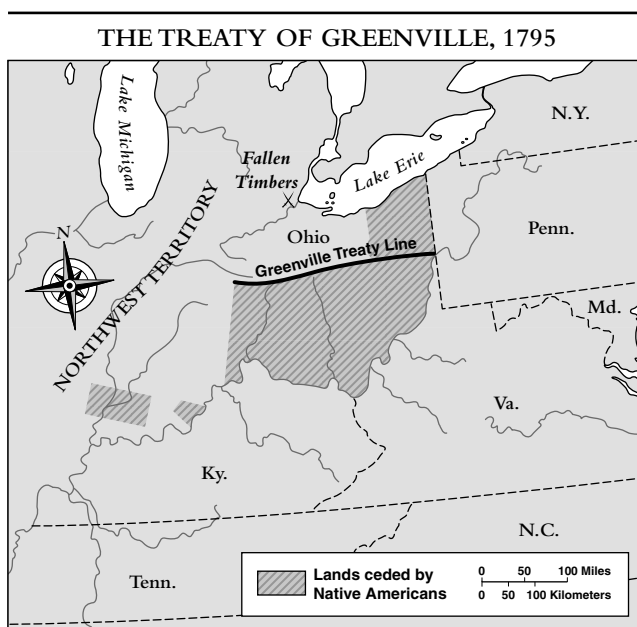 THE TREATY OF GREENVILLE, 1795
Lake Michigan
N.Y.
Fallen
Timbers
Lake Erie
Ohio
Penn.
Greenville Treaty Line
N
NORTHWEST TERRITORY
Md.
Va.
Ky.
N.C.
Tenn.
Lands ceded by
Native Americans
0 50 100 Miles
0 50 100 Kilometers